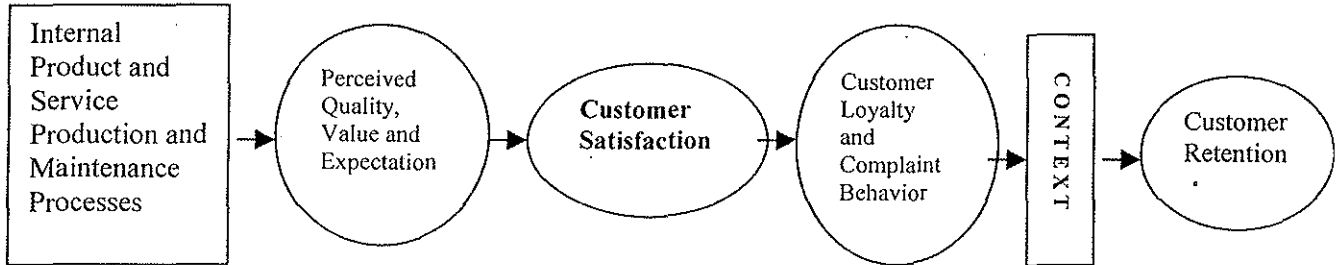 Internal
Product and
Service
Production and
Maintenance
Processes
Perceived
Quality,
Value and
Expectation
Customer
Satisfaction
Customer
Loyalty
and
Complaint
Behavior
CONTEXT
Customer
Retention